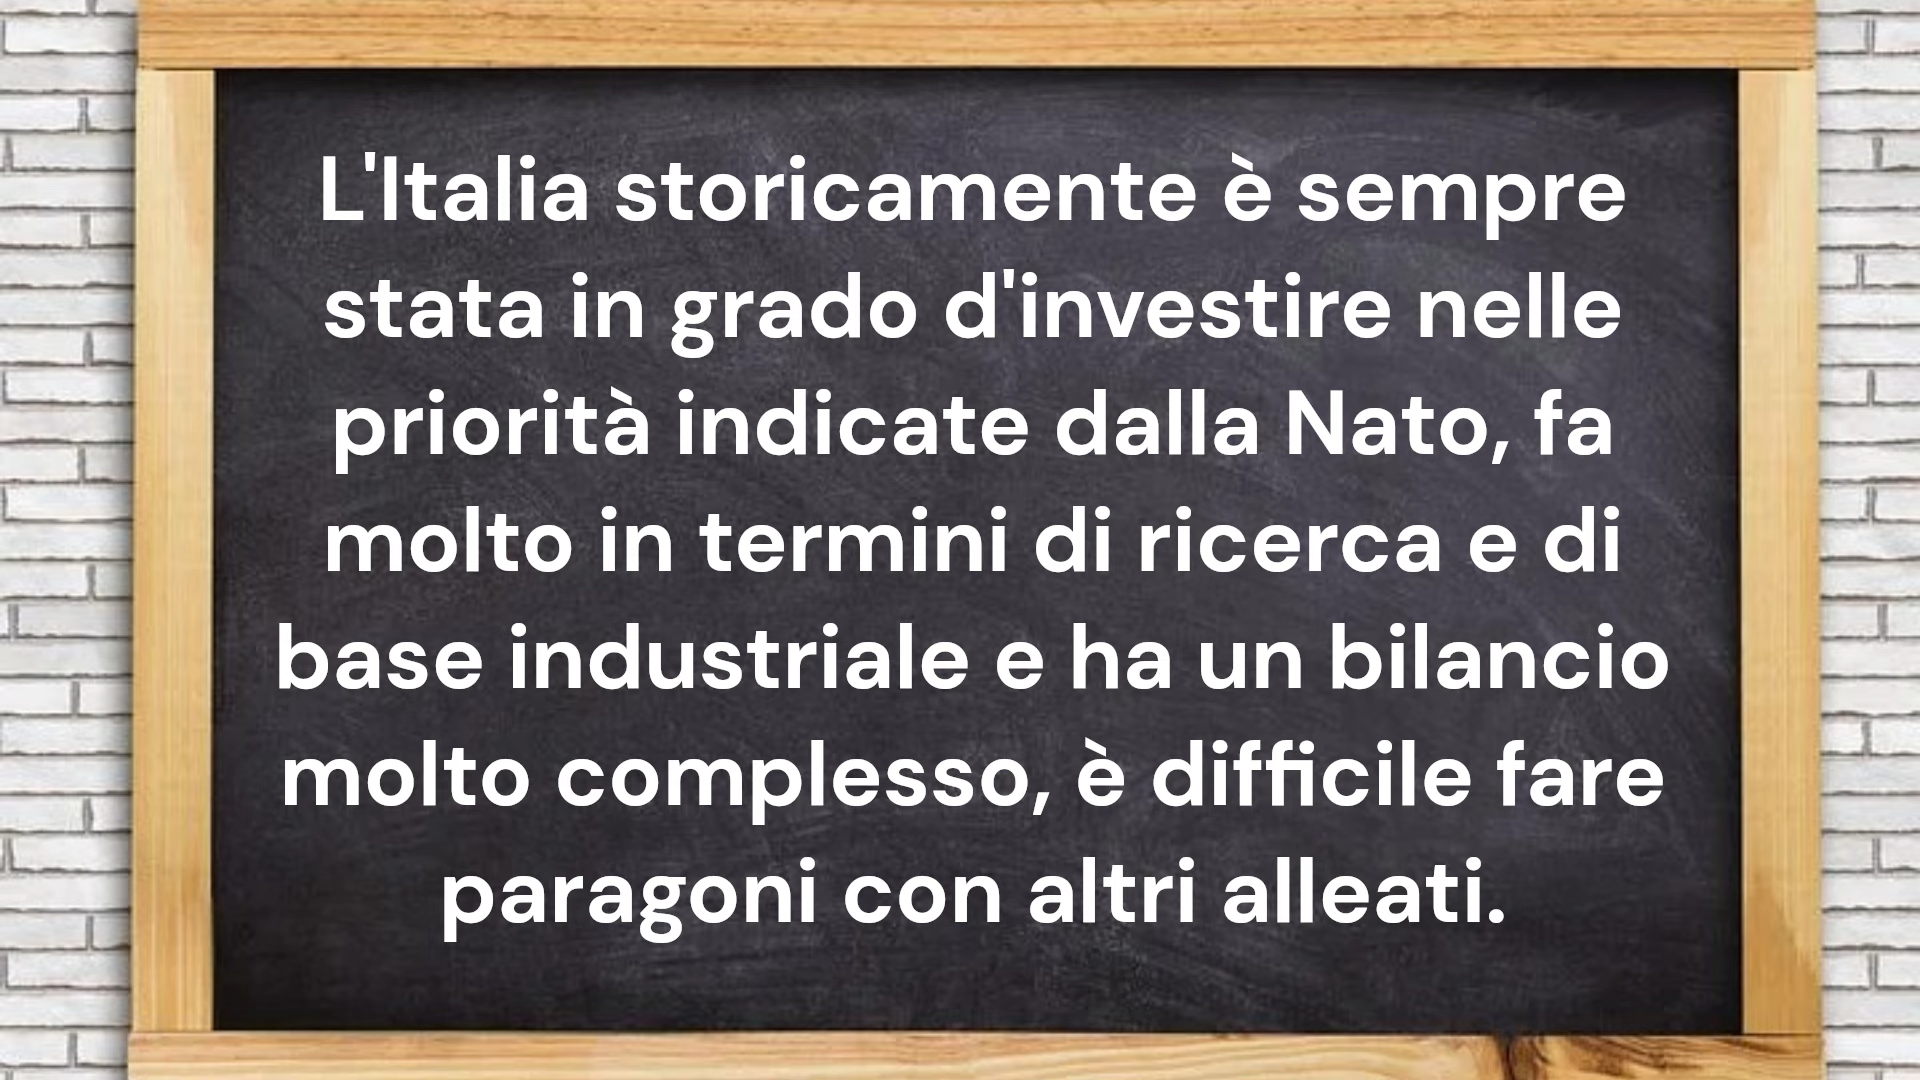 L'Italia storicamente è sempre
stata in grado d'investire nelle
priorità indicate dalla Nato, fa
molto in termini di ricerca e di
base industriale e ha un bilancio
molto complesso, è difficile fare
paragoni con altri alleati.